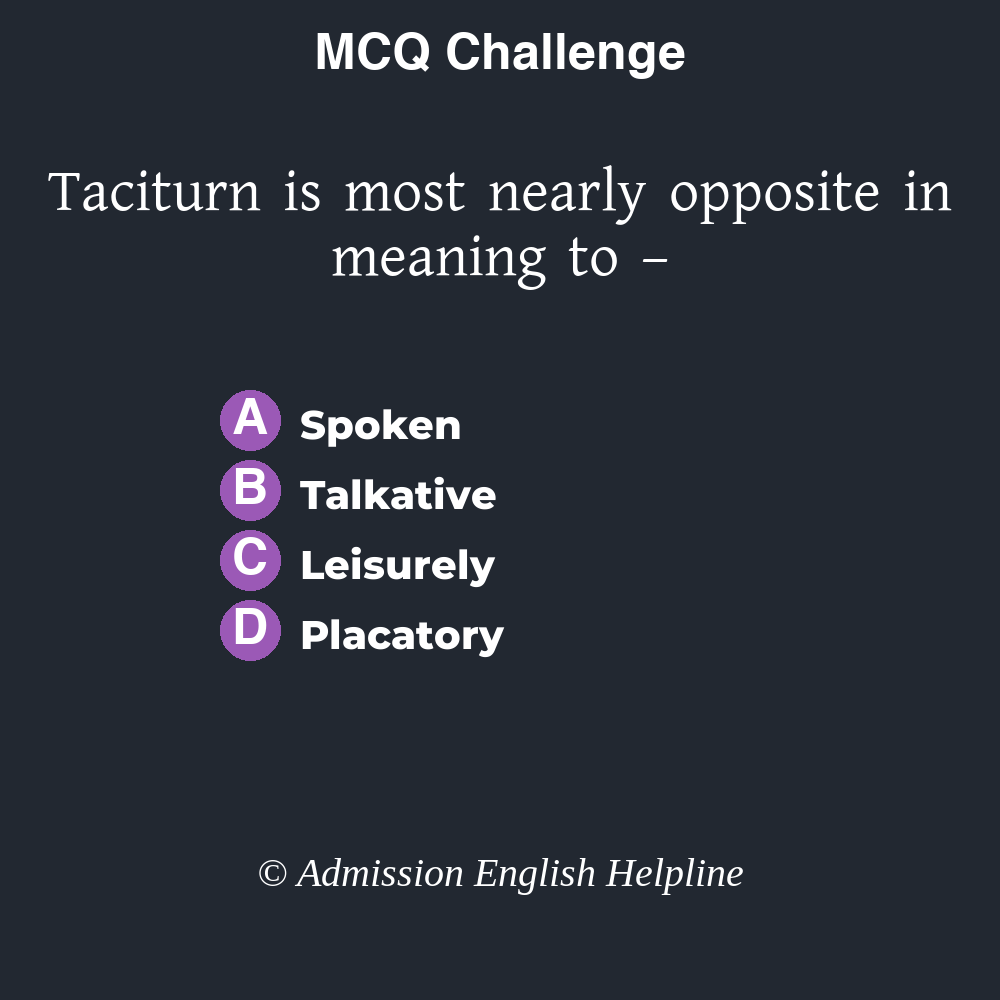 MCQ Challenge
Taciturn is most nearly opposite in
meaning to –
A Spoken
B Talkative
C Leisurely
D Placatory
© Admission English Helpline